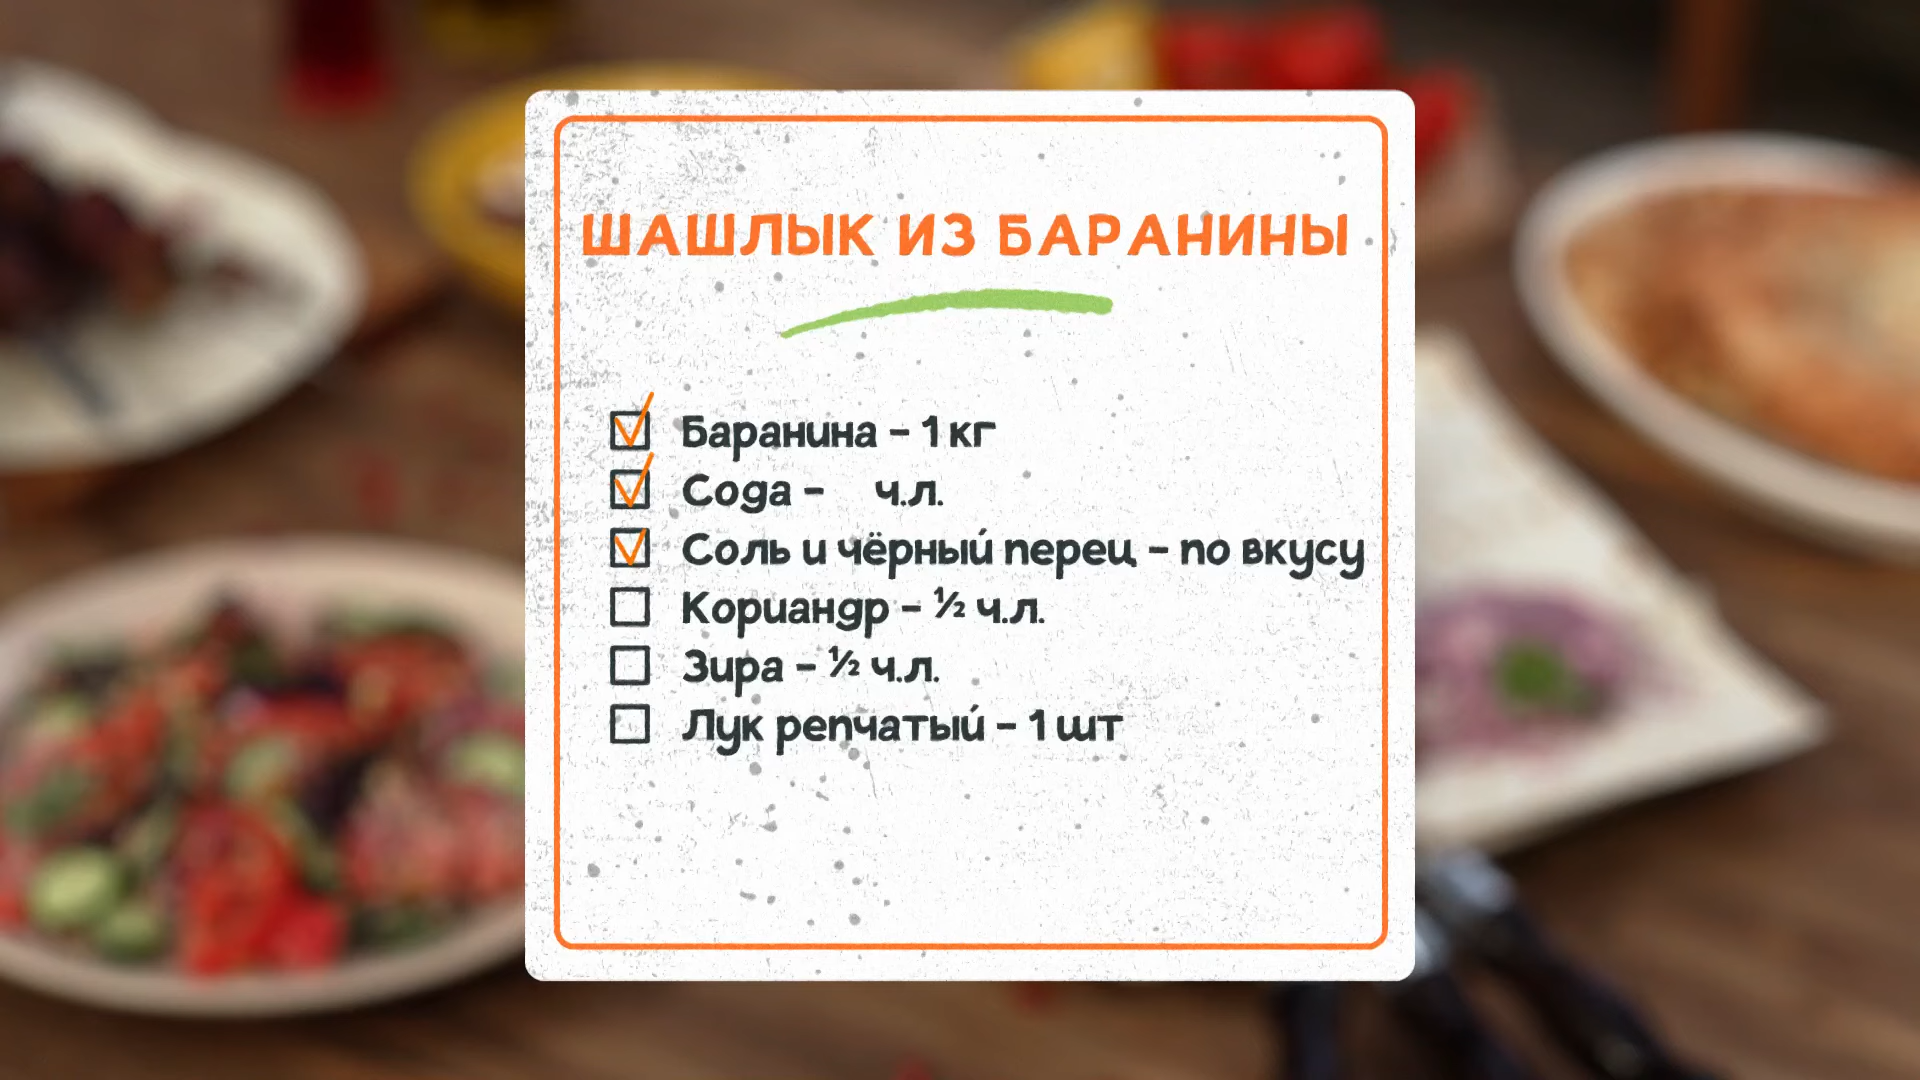 ШАШЛЫК ИЗ БАРАНИНЫ
Баранина – 1 кг
Сода – ч.л.
Соль и чёрный перец – по вкусу
Кориандр – ½ ч.л.
Зира – ½ ч.л.
Лук репчатый – 1 шт